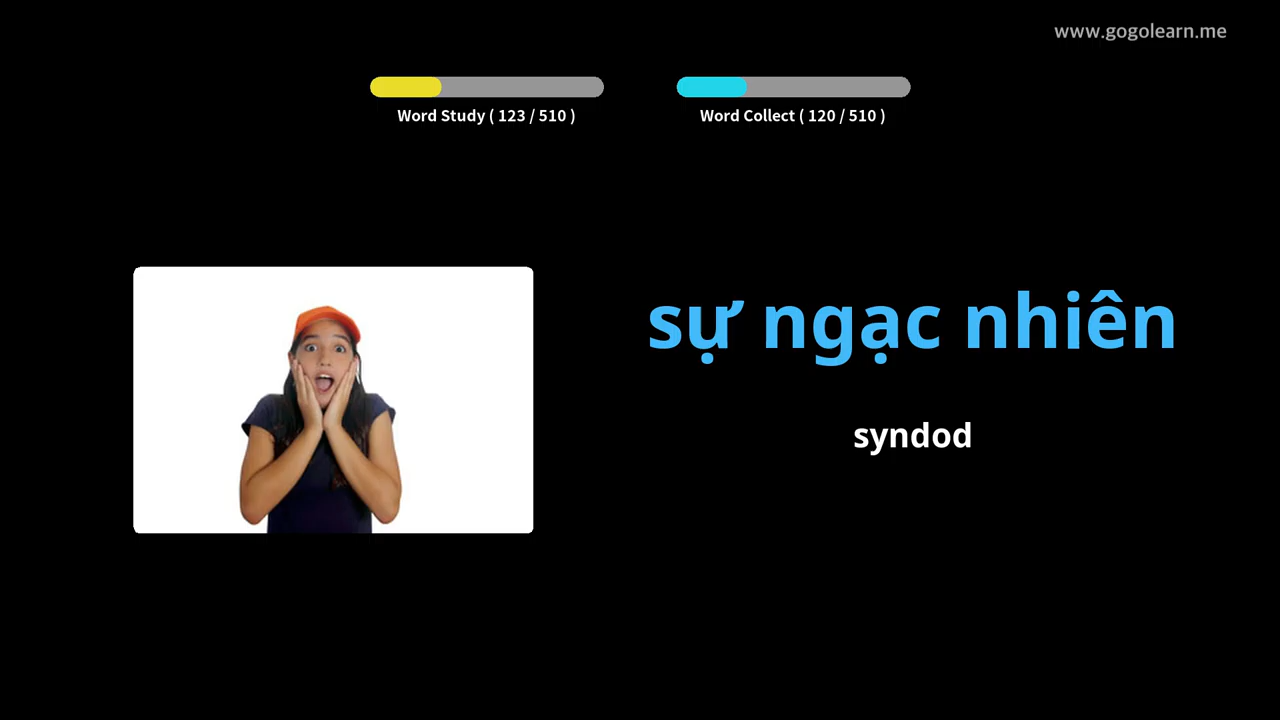 www.gogolearn.me
Word Study ( 123 / 510 )
Word Collect ( 120 / 510 )
sự ngạc nhiên
syndod